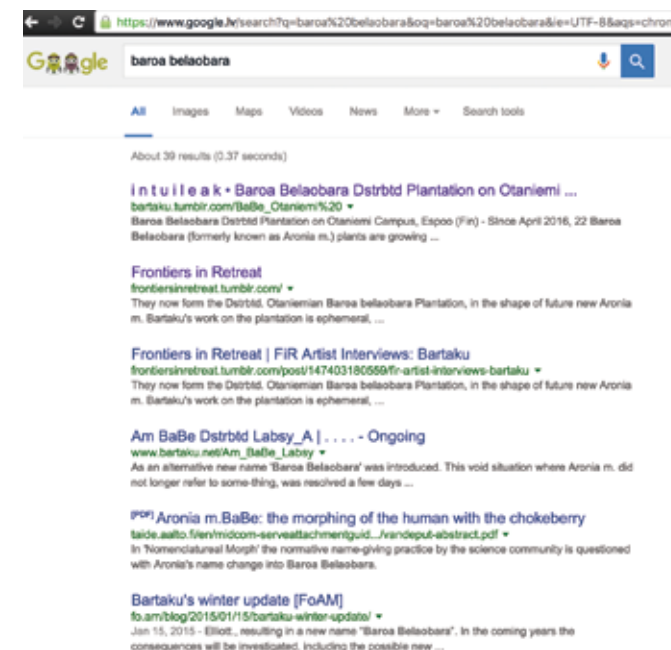 https://www.google.lv/search?q=baroa%20belaobara&oq=baroa%20belaobara&ie=UTF-8&aqs=chron
Google
baroa belaobara
All Images Maps Videos News More Search tools
About 39 results (0.37 seconds)
i n t u i l e a k • Baroa Belaobara Dstrbtd Plantation on Otaniemi ...
bartaku.tumblr.com/BaBe_Otaniemi%20
Baroa Belaobara Dstrbtd Plantation on Otaniemi Campus, Espoo (Fin) - Since April 2016, 22 Baroa
Belaobara (formerly known as Aronia m.) plants are growing ...
Frontiers in Retreat
frontiersinretreat.tumblr.com/
They now form the Dstrbtd. Otaniemian Baroa belaobara Plantation, in the shape of future new Aronia
m. Bartaku's work on the plantation is ephemeral, ...
Frontiers in Retreat | FiR Artist Interviews: Bartaku
frontiersinretreat.tumblr.com/post/147403180559/fir-artist-interviews-bartaku
They now form the Dstrbtd. Otaniemian Baroa belaobara Plantation, in the shape of future new Aronia
m. Bartaku's work on the plantation is ephemeral, ...
Am BaBe Dstrbtd Labsy_A | . . . . - Ongoing
www.bartaku.net/Am_BaBe_Labsy
As an alternative new name 'Baroa Belaobara' was introduced. This void situation where Aronia m. did
not longer refer to some-thing, was resolved a few days ...
[PDF] Aronia m.BaBe: the morphing of the human with the chokeberry
taide.aalto.fi/en/midcom-serveattachmentguid.../vandeput-abstract.pdf
In 'Nomenclatureal Morph' the normative name-giving practice by the science community is questioned
with Aronia's name change into Baroa Belaobara.
Bartaku's winter update [FoAM]
fo.am/blog/2015/01/15/bartaku-winter-update/
Jan 15, 2015 - Elliott., resulting in a new name "Baroa Belaobara". In the coming years the
consequences will be investigated, including the possible new ...